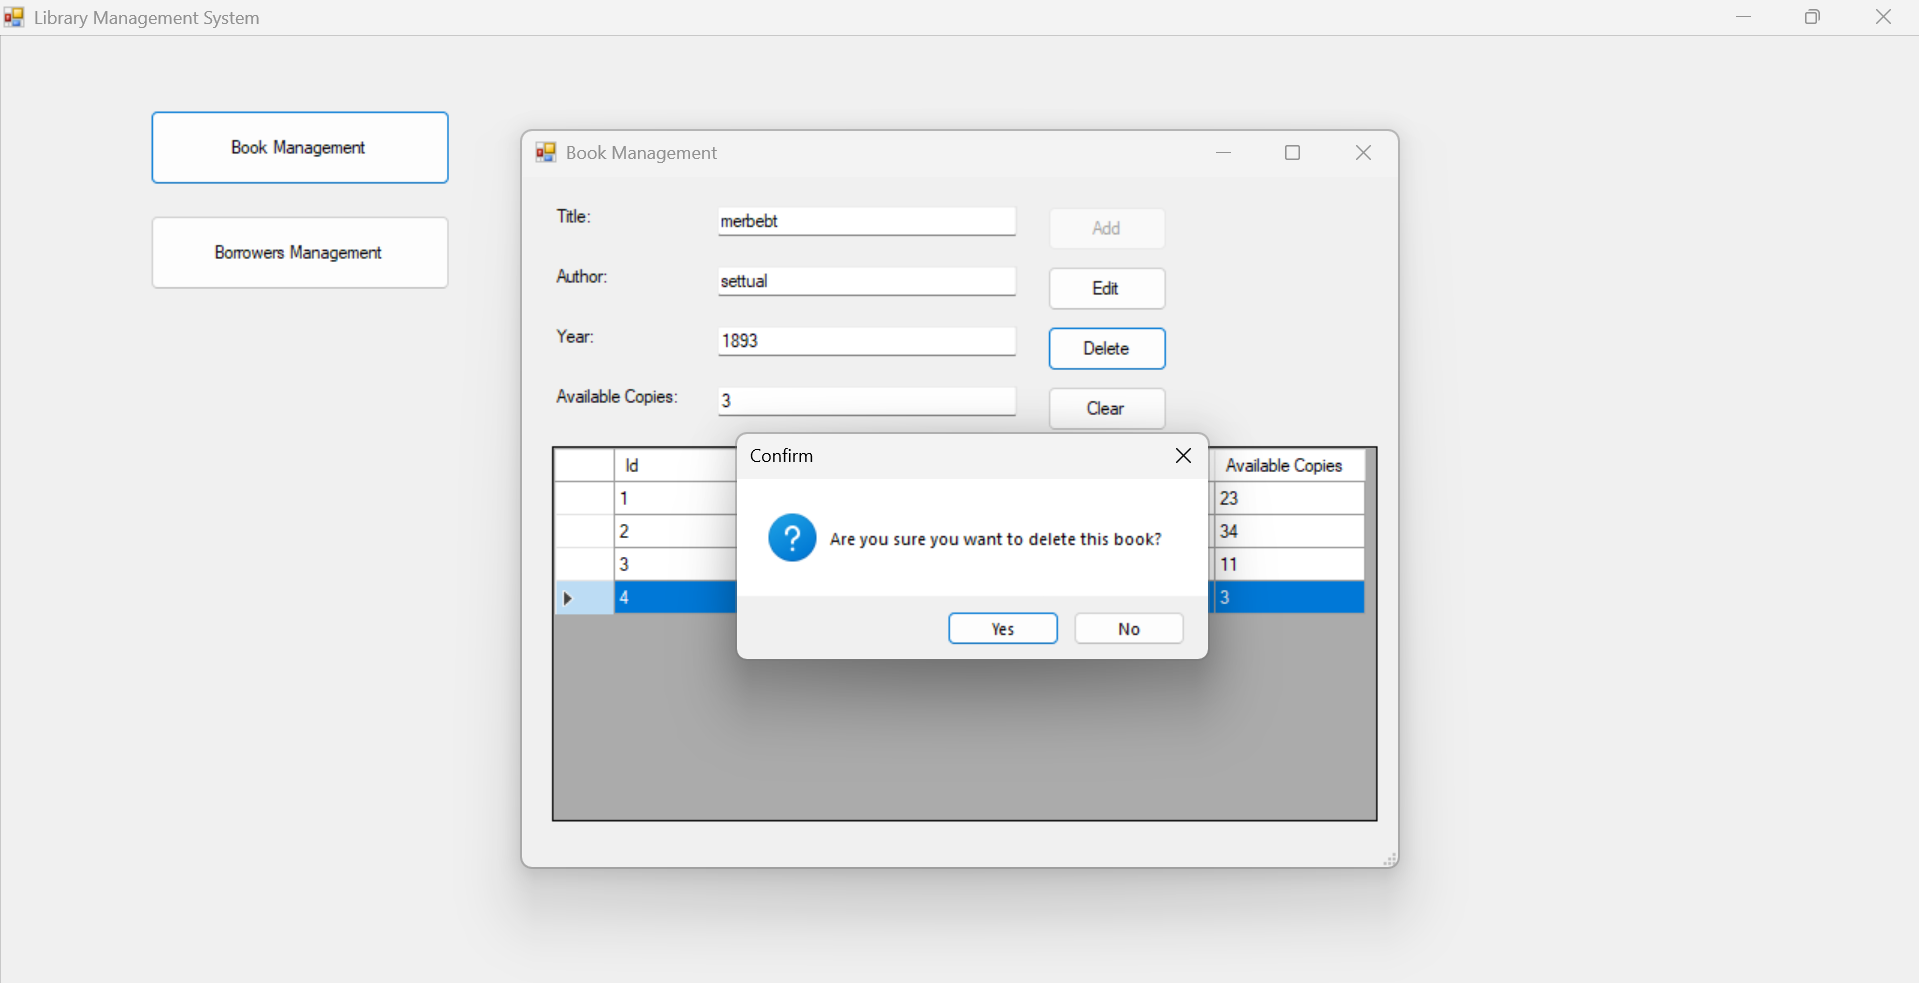 Library Management System
Book Management
Borrowers Management
Book Management
Title:
merbebt
Add
Author:
settual
Edit
Year:
1893
Delete
Available Copies:
3
Clear
Confirm
Are you sure you want to delete this book?
Yes
No
Id
Available Copies
1
23
2
34
3
11
4
3